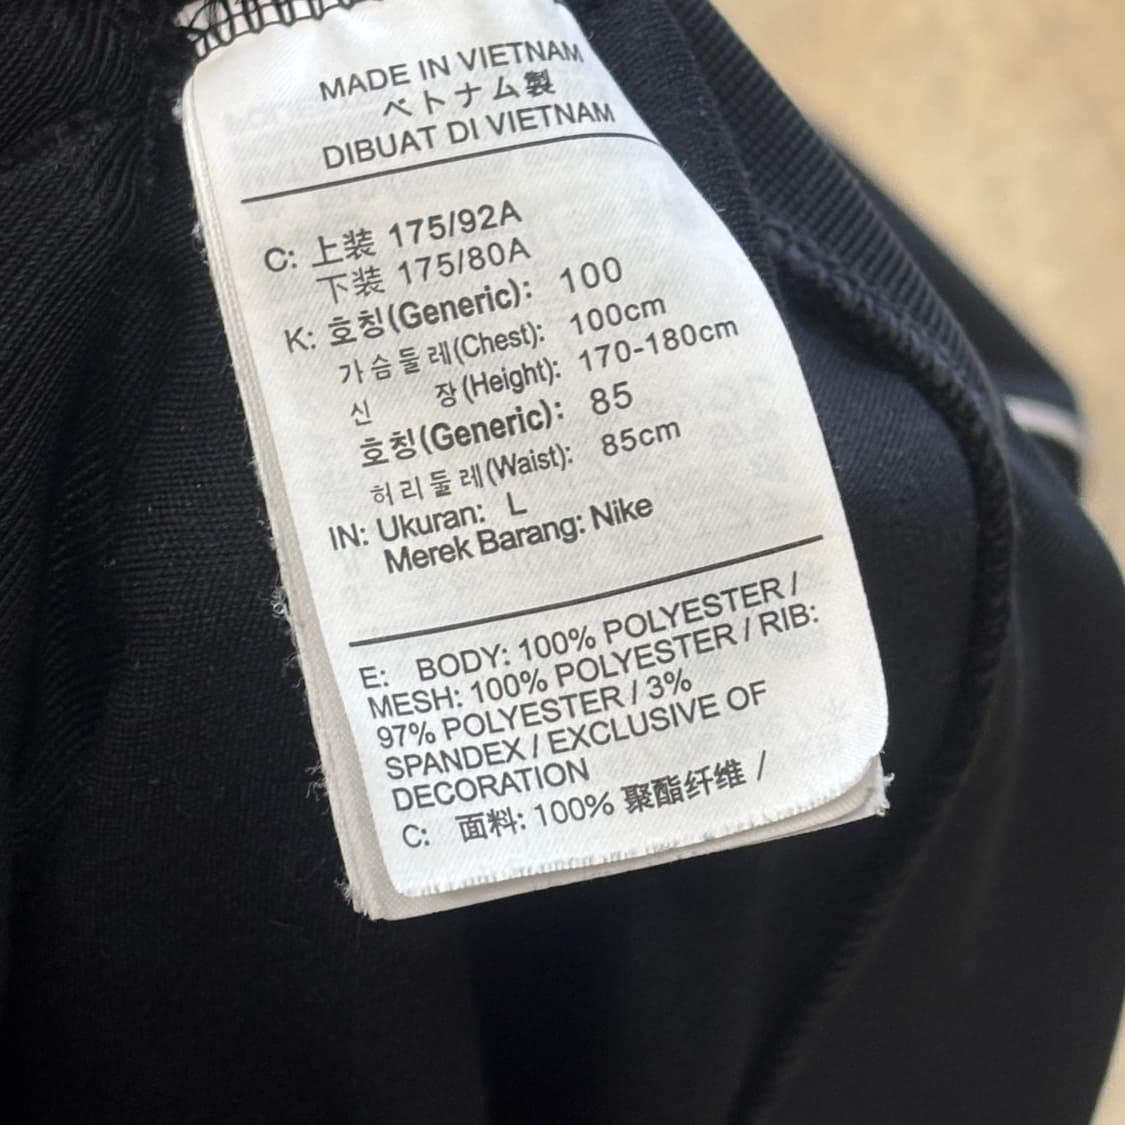 MADE IN VIETNAM
ベトナム製
DIBUAT DI VIETNAM
C: 上装 175/92A
下装 175/80A
K: 호칭(Generic): 100
가슴둘레(Chest): 100cm
신 장(Height): 170-180cm
호칭(Generic): 85
허리둘레(Waist): 85cm
IN: Ukuran: L
Merek Barang: Nike
E: BODY: 100% POLYESTER /
MESH: 100% POLYESTER / RIB:
97% POLYESTER / 3%
SPANDEX / EXCLUSIVE OF
DECORATION
C: 面料: 100% 聚酯纤维 /